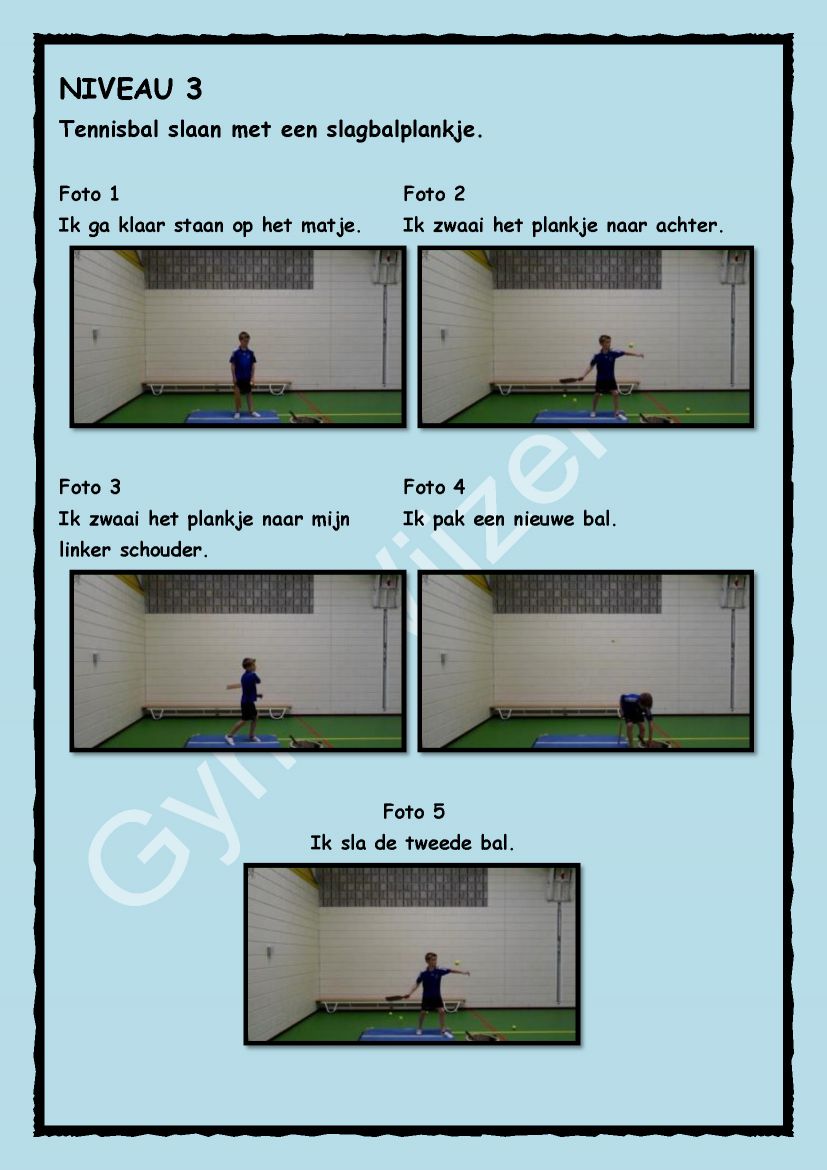 NIVEAU 3
Tennisbal slaan met een slagbalplankje.
Foto 1
Ik ga klaar staan op het matje.
Foto 2
Ik zwaai het plankje naar achter.
Foto 3
Ik zwaai het plankje naar mijn
linker schouder.
Foto 4
Ik pak een nieuwe bal.
Foto 5
Ik sla de tweede bal.